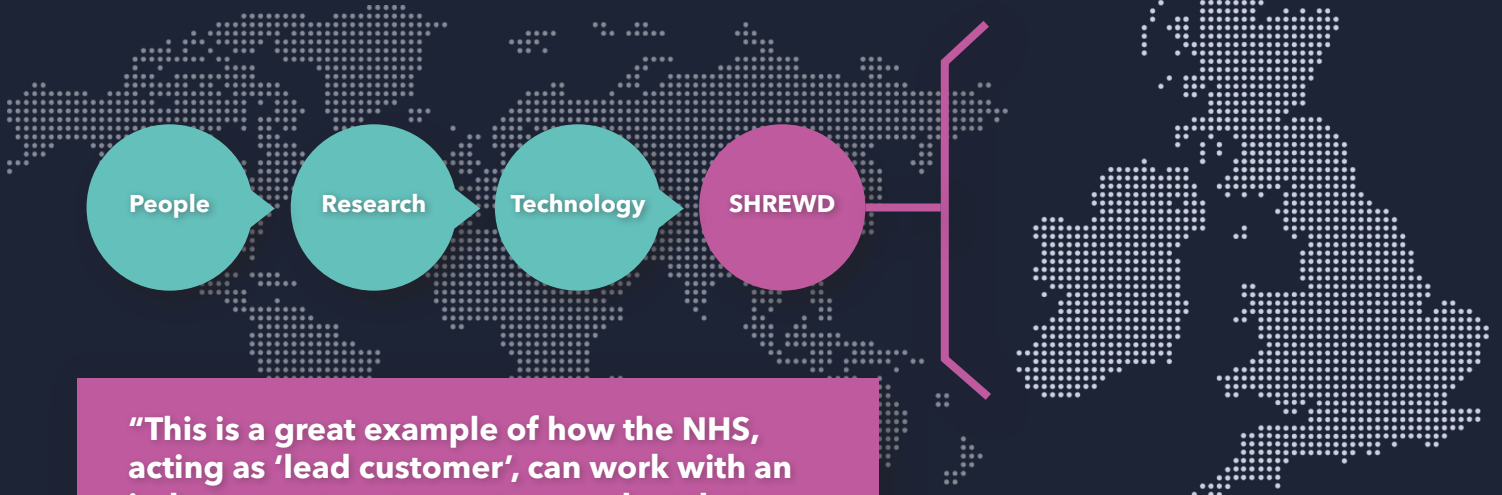 People
Research
Technology
SHREWD
“This is a great example of how the NHS,
acting as ‘lead customer’, can work with an